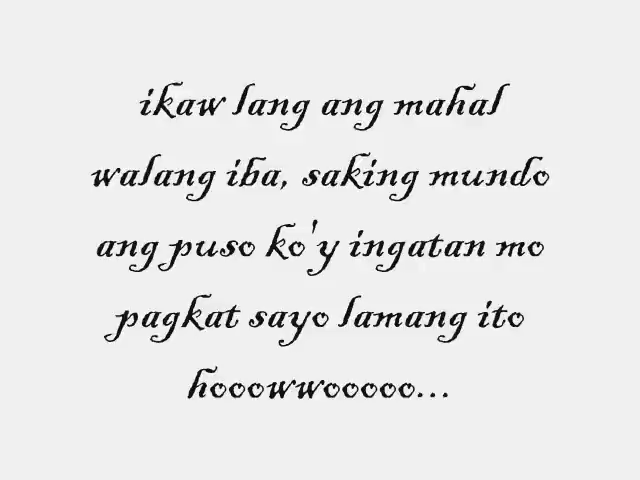 ikaw lang ang mahal
walang iba, saking mundo
ang puso ko'y ingatan mo
pagkat sayo lamang ito
hooowwooooo...